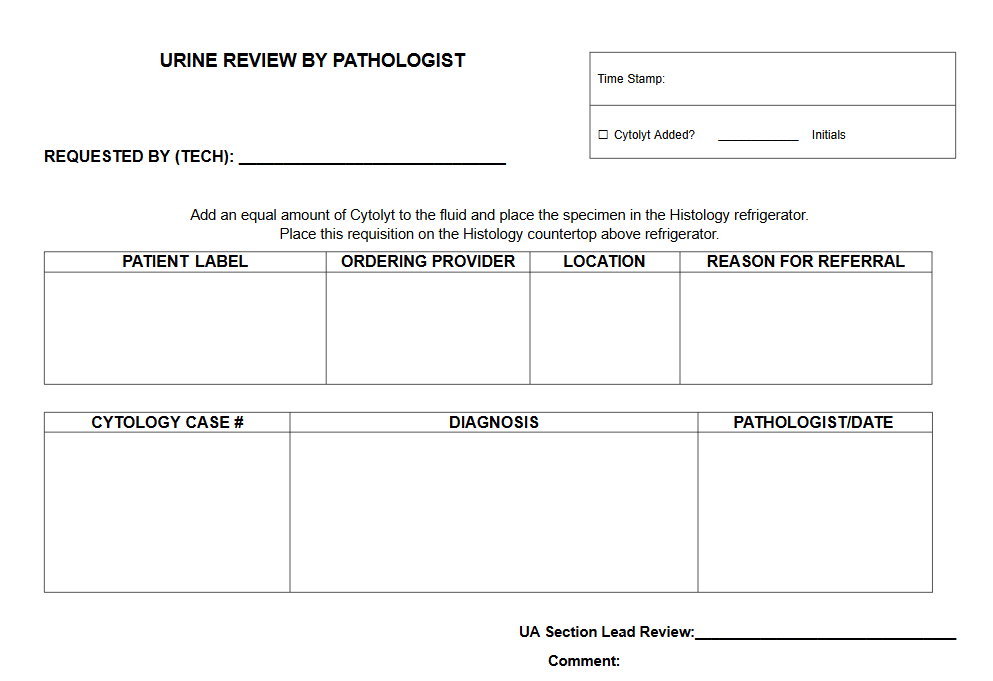 URINE REVIEW BY PATHOLOGIST
Time Stamp:
☐ Cytolyt Added? ____________ Initials
REQUESTED BY (TECH): ______________________________
Add an equal amount of Cytolyt to the fluid and place the specimen in the Histology refrigerator.
Place this requisition on the Histology countertop above refrigerator.
PATIENT LABEL ORDERING PROVIDER LOCATION REASON FOR REFERRAL
CYTOLOGY CASE # DIAGNOSIS PATHOLOGIST/DATE
UA Section Lead Review:________________________________
Comment: